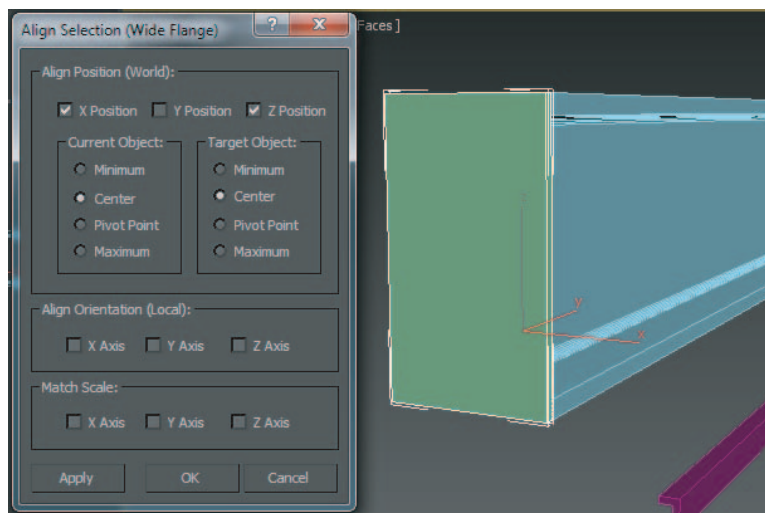 Align Selection (Wide Flange)
? X
Faces ]
Align Position (World):
X Position Y Position Z Position
Current Object: Target Object:
Minimum Minimum
Center Center
Pivot Point Pivot Point
Maximum Maximum
Align Orientation (Local):
X Axis Y Axis Z Axis
Match Scale:
X Axis Y Axis Z Axis
Apply OK Cancel
y
x